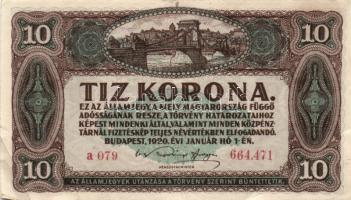 10 10
TIZ KORONA.
EZ AZ ÁLLAMJEGY A MELY MAGYARORSZÁG FÜGGŐ
ADÓSSÁGÁNAK RÉSZE, A TÖRVÉNY HATÁROZATAIHOZ
KÉPEST MINDENKI ÁLTAL, VALAMINT MINDEN KÖZPÉNZ-
TÁRNÁL FIZETÉSKÉP TELJES NÉVÉRTÉKBEN ELFOGADANDÓ.
BUDAPEST, 1920. ÉVI JANUÁR HÓ 1-ÉN.
a 079 664,471
10 10
AZ ÁLLAMJEGYEK UTÁNZÁSA A TÖRVÉNY SZERINT BÜNTETTETIK.